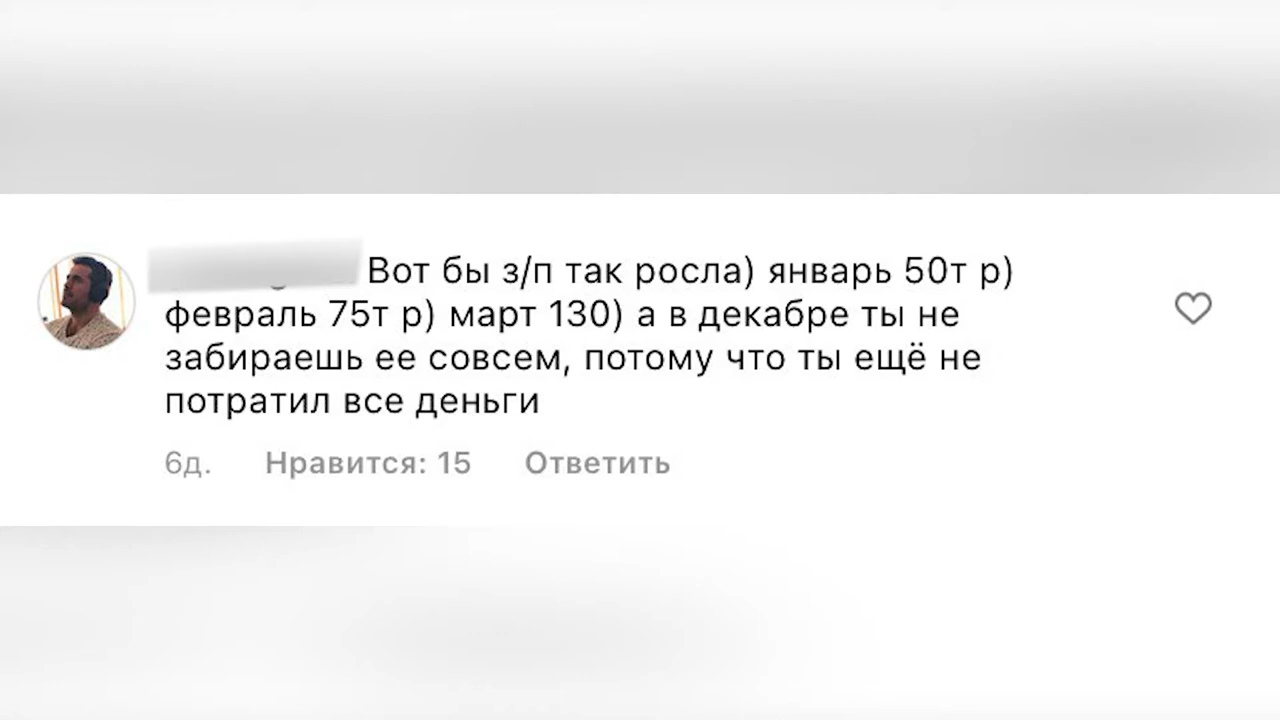 Вот бы з/п так росла) январь 50т р)
февраль 75т р) март 130) а в декабре ты не
забираешь ее совсем, потому что ты ещё не
потратил все деньги
6д. Нравится: 15 Ответить